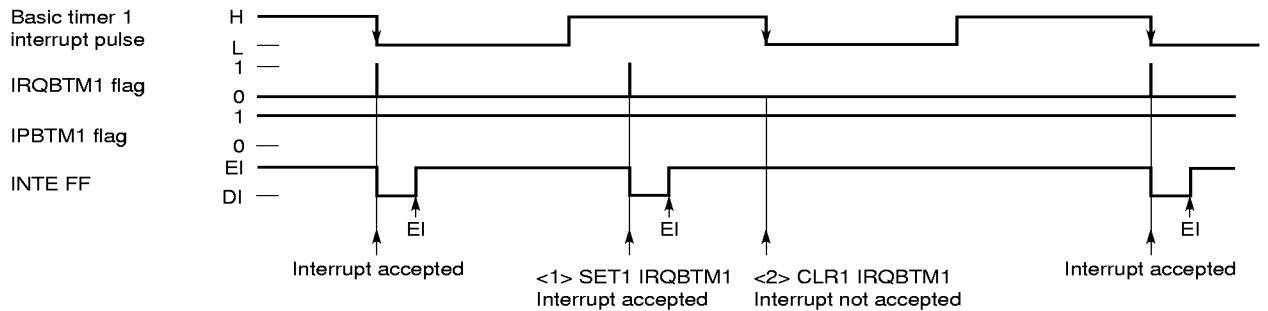 Basic timer 1
interrupt pulse
H
L
IRQBTM1 flag
1
0
IPBTM1 flag
1
0
INTE FF
EI
DI
EI
EI
EI
Interrupt accepted
<1> SET1 IRQBTM1
Interrupt accepted
<2> CLR1 IRQBTM1
Interrupt not accepted
Interrupt accepted